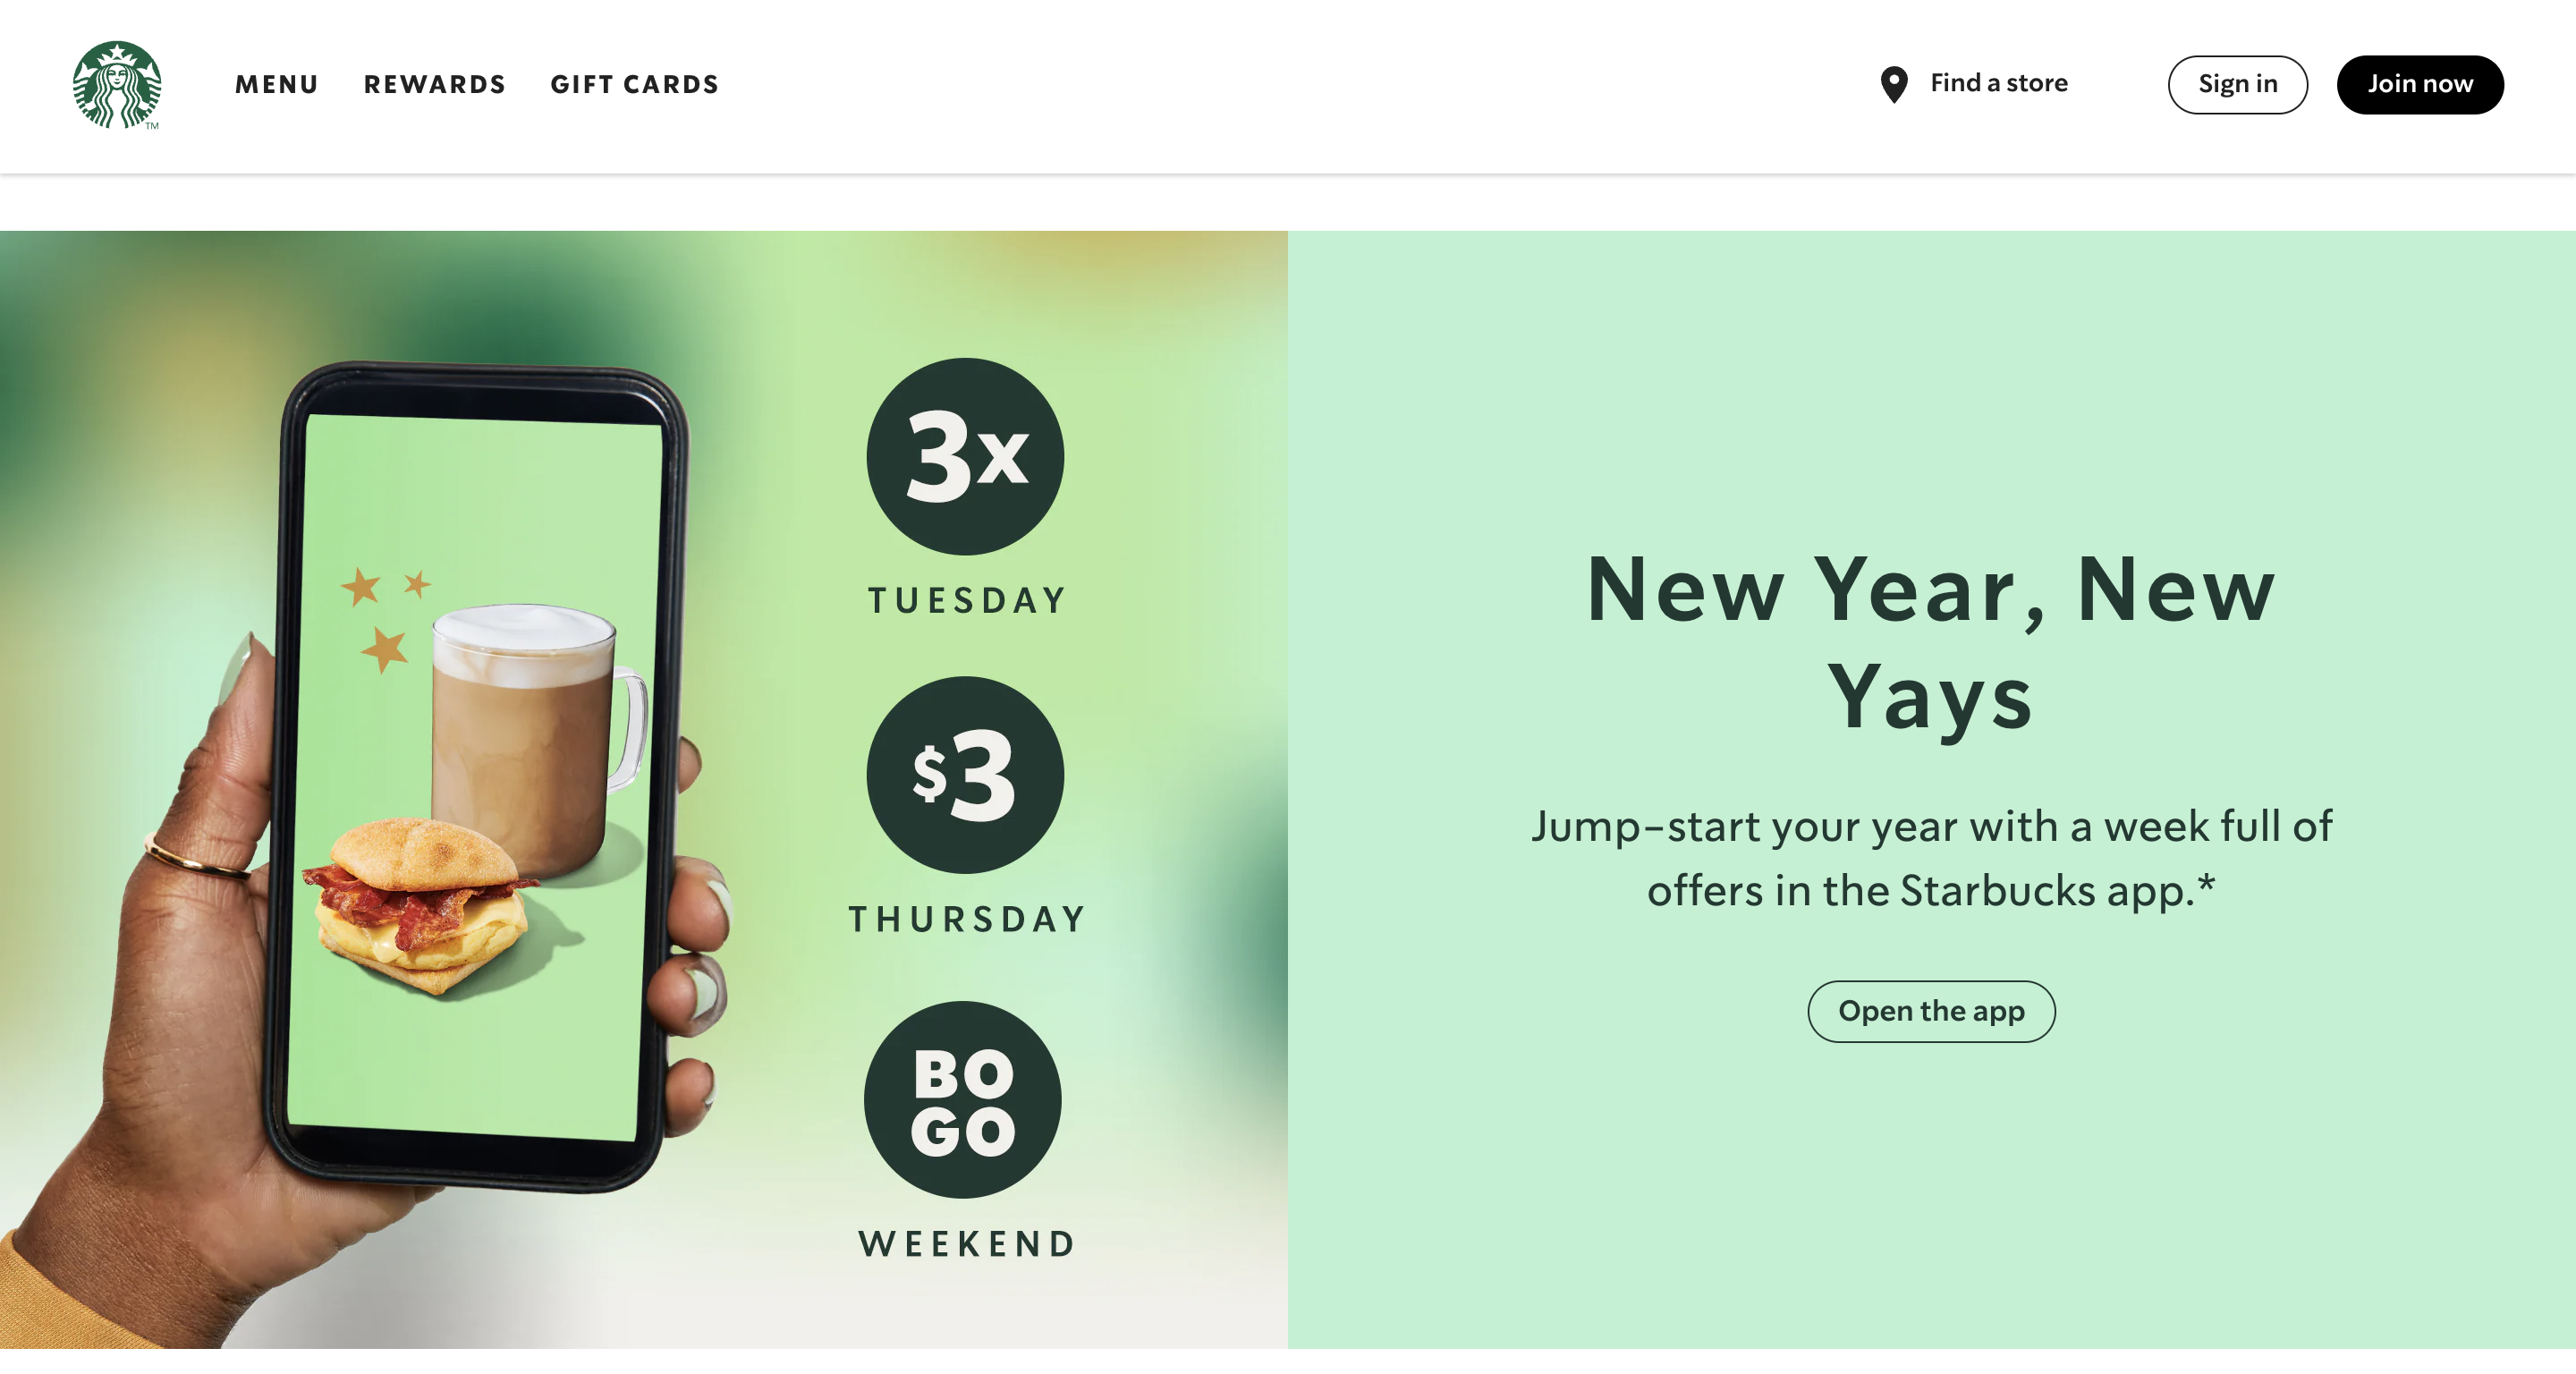 TM
MENU REWARDS GIFT CARDS
Find a store
Sign in
Join now
3x
TUESDAY
$3
THURSDAY
BO
GO
WEEKEND
New Year, New
Yays
Jump-start your year with a week full of
offers in the Starbucks app.*
Open the app